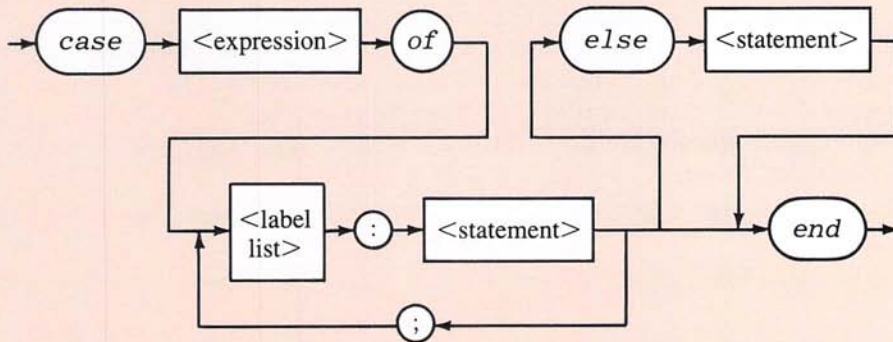 case <expression> of else <statement>
<label
list> : <statement> end
;